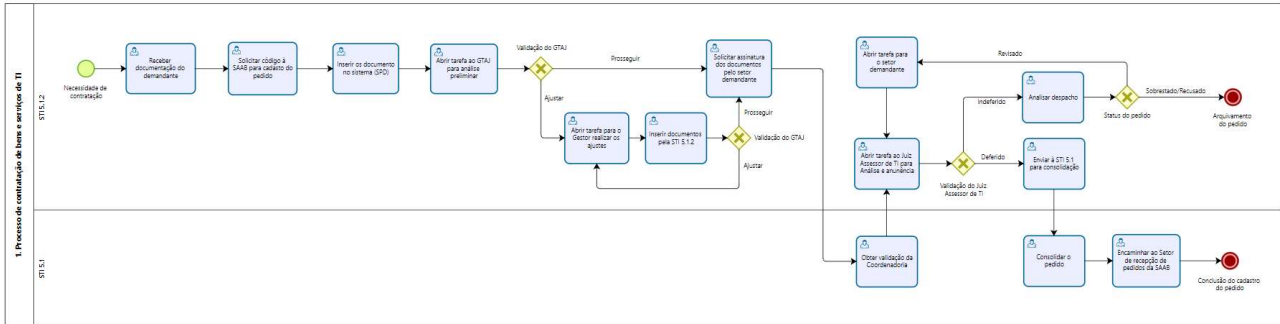 1. Processo de contratação de bens e serviços de TI
STI 5.1.2
Necessidade de
contratação
Receber
documentação do
demandante
Solicitar código à
SAAB para cadasto do
pedido
Inserir os documento
no sistema (SPD)
Abrir tarefa ao GTAJ
para análise
preliminar
Validação do GTAJ
Prosseguir
Ajustar
Abrir tarefa para o
Gestor realizar os
ajustes
Inserir documentos
pela STI 5.1.2
Validação do GTAJ
Prosseguir
Ajustar
Solicitar assinatura
dos documentos
pelo setor
demandante
Abrir tarefa para
o setor
demandante
Abrir tarefa ao Juiz
Assessor de TI para
Análise e anunência
Validação do Juiz
Assessor de TI
Indeferido
Deferido
Analisar despacho
Revisado
Status do pedido
Sobrestado/Recusado
Arquivamento
do pedido
Enviar à STI 5.1
para consolidação
STI 5.1
Obter validação da
Coordenadoria
Consolidar o
pedido
Encaminhar ao Setor
de recepção de
pedidos da SAAB
Conclusão do cadastro
do pedido